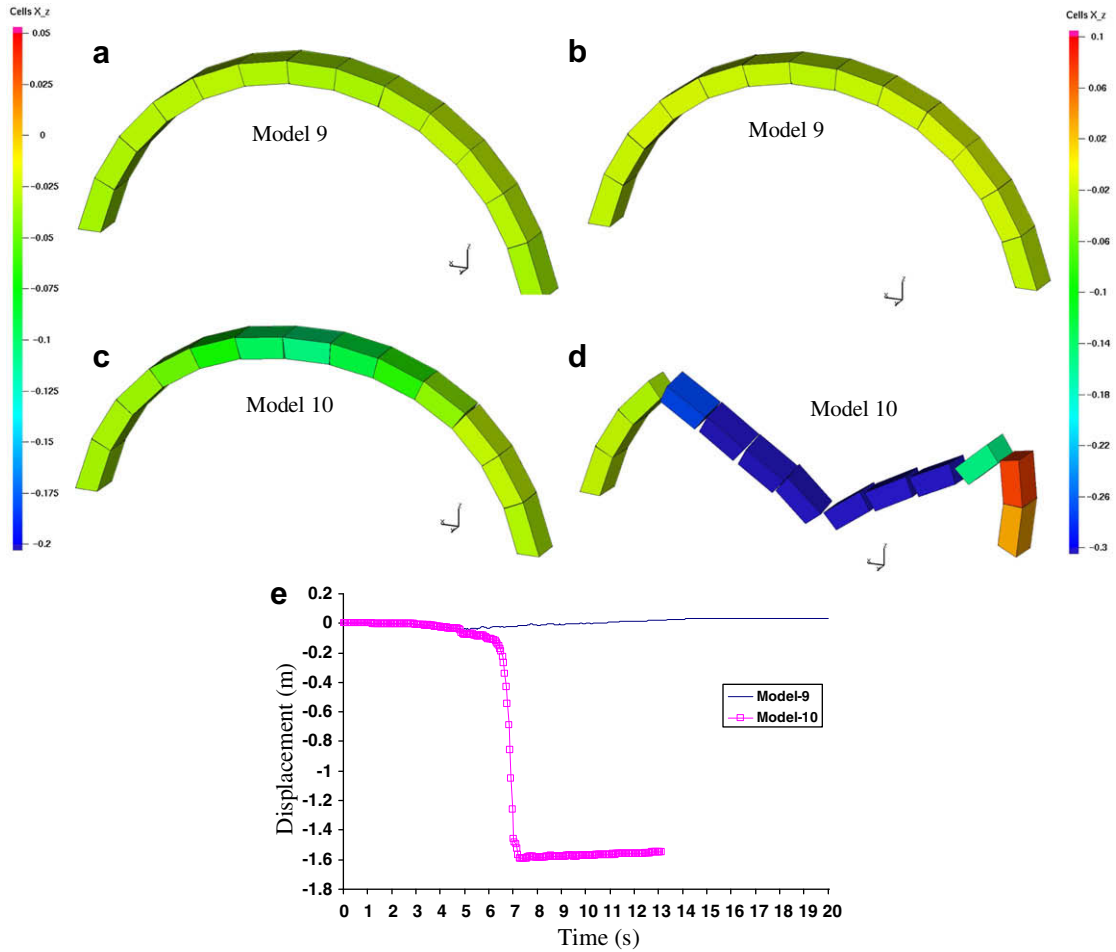 Cells X_z
0.05
0.025
0
-0.025
-0.05
-0.075
-0.1
-0.125
-0.15
-0.175
-0.2
a
Model 9
b
Model 9
Cells X_z
0.1
0.06
0.02
-0.02
-0.06
-0.1
-0.14
-0.18
-0.22
-0.26
-0.3
c
Model 10
d
Model 10
e
0.2
0
-0.2
-0.4
-0.6
-0.8
-1
-1.2
-1.4
-1.6
-1.8
Displacement (m)
Model-9
Model-10
0 1 2 3 4 5 6 7 8 9 10 11 12 13 14 15 16 17 18 19 20
Time (s)